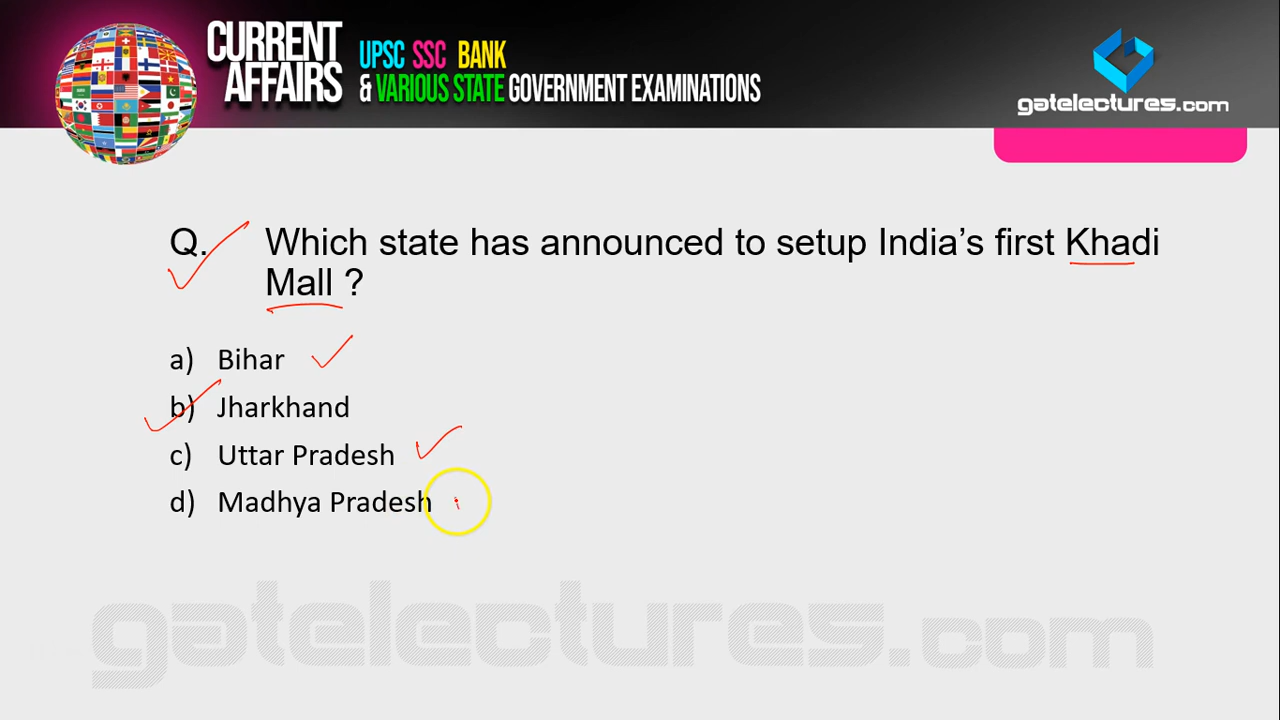 CURRENT
AFFAIRS
UPSC SSC BANK
& VARIOUS STATE GOVERNMENT EXAMINATIONS
gatelectures.com
Q. Which state has announced to setup India's first Khadi
Mall ?
a) Bihar
b) Jharkhand
c) Uttar Pradesh
d) Madhya Pradesh
gatelectures.com